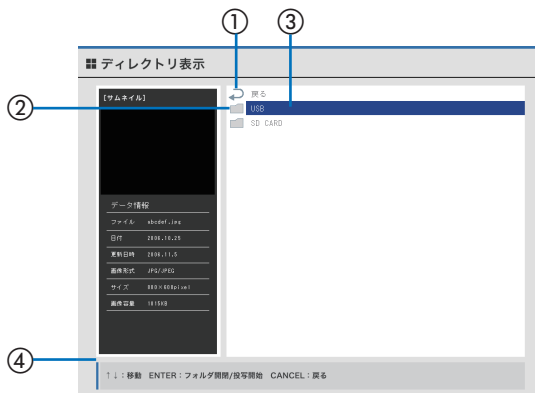 ① ③
ディレクトリ表示
[サムネイル]
戻る
② USB
SD CARD
データ情報
ファイル abcdef.jpg
日付 2006.10.25
更新日時 2006.11.5
画像形式 JPG/JPEG
サイズ 800×600pixel
画像容量 1015KB
④
↑↓:移動 ENTER:フォルダ開閉/投写開始 CANCEL:戻る